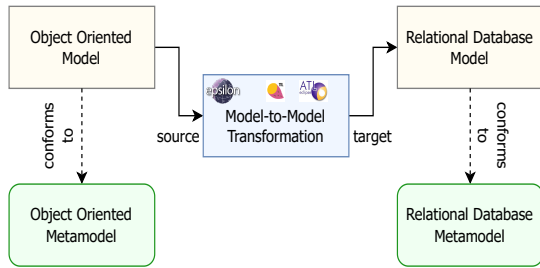 Object Oriented
Model
Relational Database
Model
epsilon
ATL
Model-to-Model
Transformation
source
target
conforms
to
conforms
to
Object Oriented
Metamodel
Relational Database
Metamodel